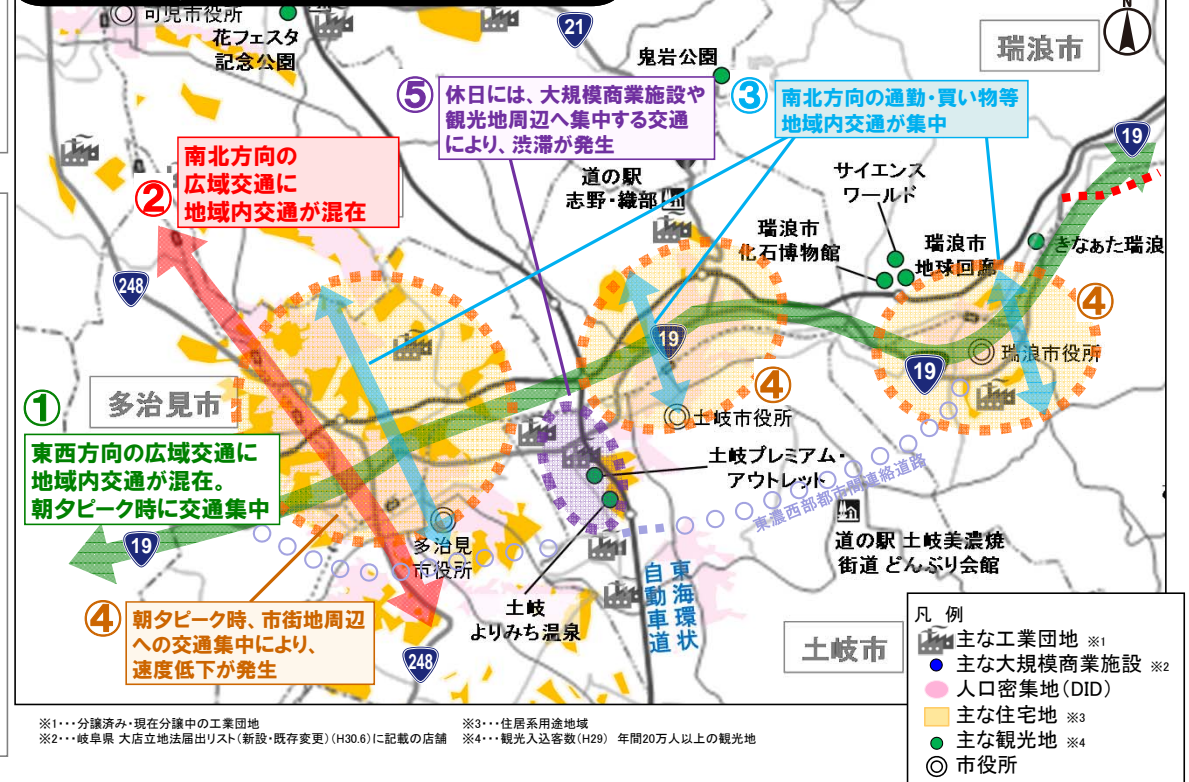 可児市役所
花フェスタ
記念公園
21
鬼岩公園
瑞浪市
N
⑤
休日には、大規模商業施設や
観光地周辺へ集中する交通
により、渋滞が発生
③
南北方向の通勤・買い物等
地域内交通が集中
19
②
南北方向の
広域交通に
地域内交通が混在
道の駅
志野・織部
サイエンス
ワールド
瑞浪市
化石博物館
瑞浪市
地球回廊
きなぁた瑞浪
248
④
19
瑞浪市役所
19
④
①
多治見市
土岐市役所
東西方向の広域交通に
地域内交通が混在。
朝夕ピーク時に交通集中
土岐プレミアム・
アウトレット
東濃西部都市間連絡道路
19
多治見
市役所
道の駅 土岐美濃焼
街道 どんぶり会館
東海環状
自動車道
④
朝夕ピーク時、市街地周辺
への交通集中により、
速度低下が発生
土岐
よりみち温泉
248
土岐市
凡 例
主な工業団地 ※1
主な大規模商業施設 ※2
人口密集地(DID)
主な住宅地 ※3
主な観光地 ※4
市役所
※1・・・分譲済み・現在分譲中の工業団地
※3・・・住居系用途地域
※2・・・岐阜県 大店立地法届出リスト(新設・既存変更)(H30.6)に記載の店舗
※4・・・観光入込客数(H29) 年間20万人以上の観光地